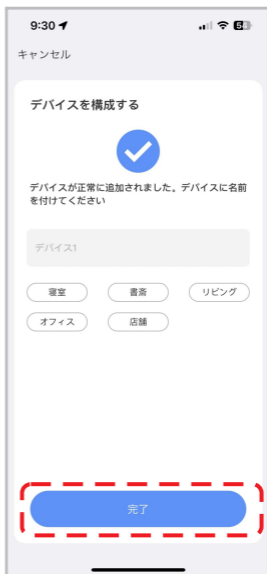 9:30
キャンセル
デバイスを構成する
デバイスが正常に追加されました。デバイスに名前
を付けてください
デバイス1
寝室 書斎 リビング
オフィス 店舗
完了